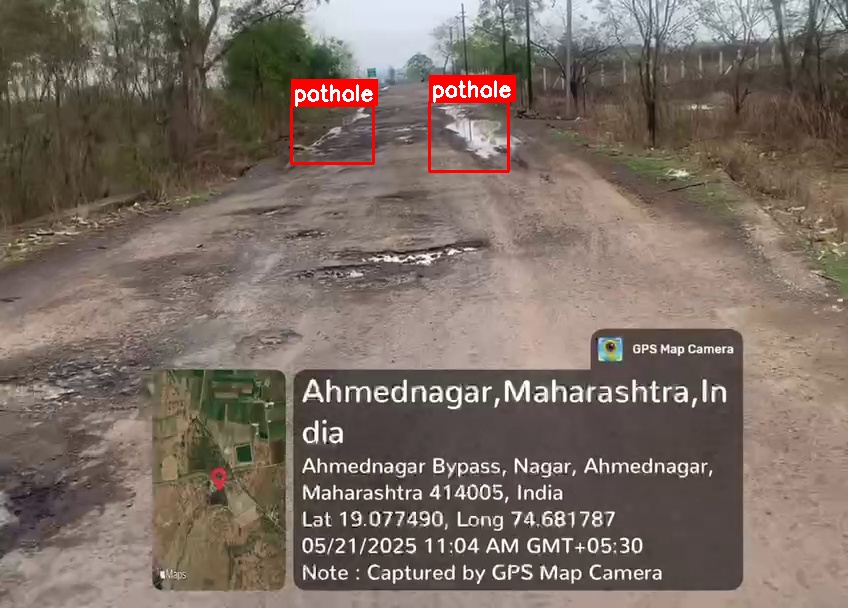 pothole
pothole
GPS Map Camera
Ahmednagar,Maharashtra,In
dia
Ahmednagar Bypass, Nagar, Ahmednagar,
Maharashtra 414005, India
Lat 19.077490, Long 74.681787
05/21/2025 11:04 AM GMT+05:30
Note : Captured by GPS Map Camera
Maps